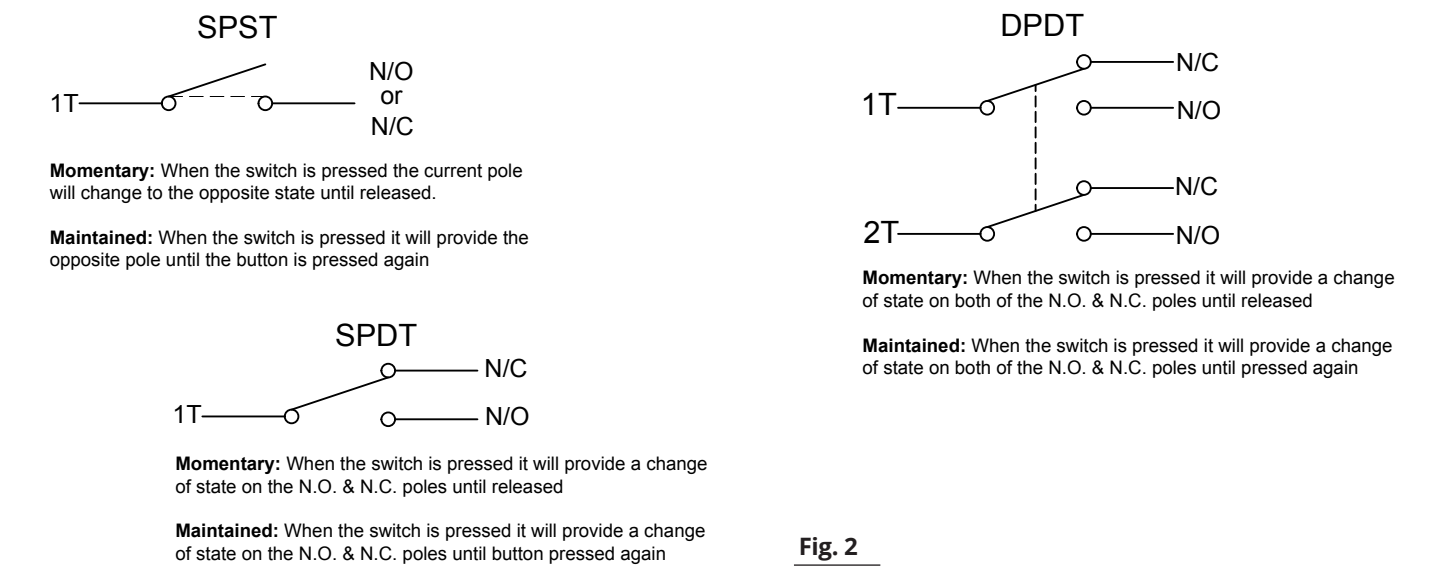 SPST
1T
N/O
or
N/C
Momentary: When the switch is pressed the current pole
will change to the opposite state until released.
Maintained: When the switch is pressed it will provide the
opposite pole until the button is pressed again
SPDT
N/C
1T
N/O
Momentary: When the switch is pressed it will provide a change
of state on the N.O. & N.C. poles until released
Maintained: When the switch is pressed it will provide a change
of state on the N.O. & N.C. poles until button pressed again
DPDT
N/C
1T
N/O
N/C
2T
N/O
Momentary: When the switch is pressed it will provide a change
of state on both of the N.O. & N.C. poles until released
Maintained: When the switch is pressed it will provide a change
of state on both of the N.O. & N.C. poles until pressed again
Fig. 2